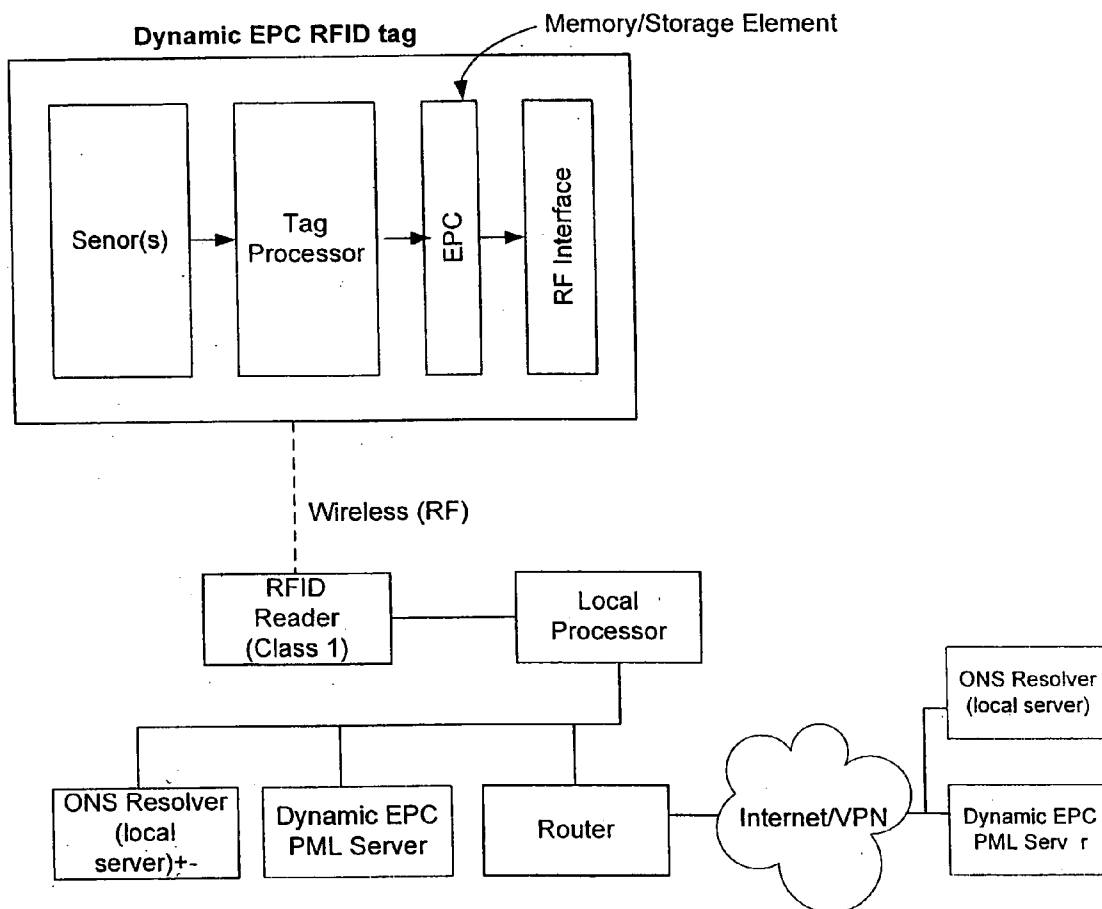 Memory/Storage Element
Dynamic EPC RFID tag
Senor(s)
Tag
Processor
EPC
RF Interface
Wireless (RF)
RFID
Reader
(Class 1)
Local
Processor
ONS Resolver
(local server)
ONS Resolver
(local
server)+-
Dynamic EPC
PML Server
Router
Internet/VPN
Dynamic EPC
PML Serv r